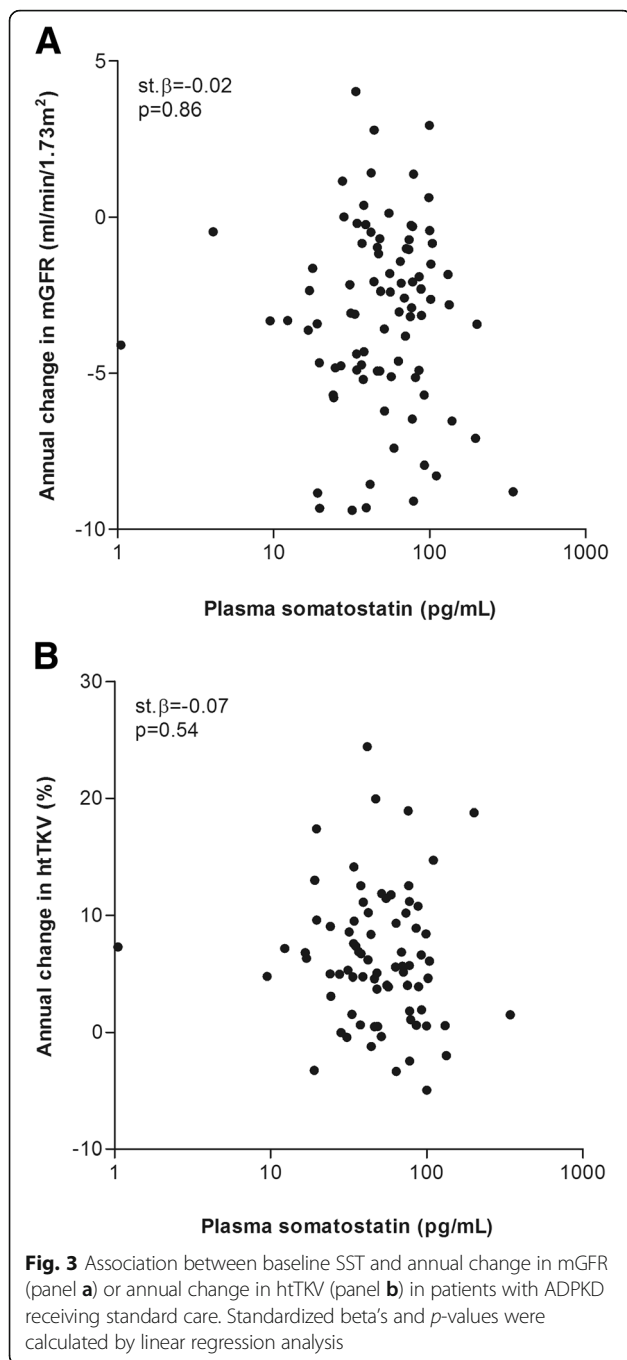 A
st.β=-0.02
p=0.86
Annual change in mGFR (ml/min/1.73m²)
5
0
-5
-10
1 10 100 1000
Plasma somatostatin (pg/mL)
B
st.β=-0.07
p=0.54
Annual change in htTKV (%)
30
20
10
0
-10
1 10 100 1000
Plasma somatostatin (pg/mL)
Fig. 3 Association between baseline SST and annual change in mGFR
(panel a) or annual change in htTKV (panel b) in patients with ADPKD
receiving standard care. Standardized beta's and p-values were
calculated by linear regression analysis